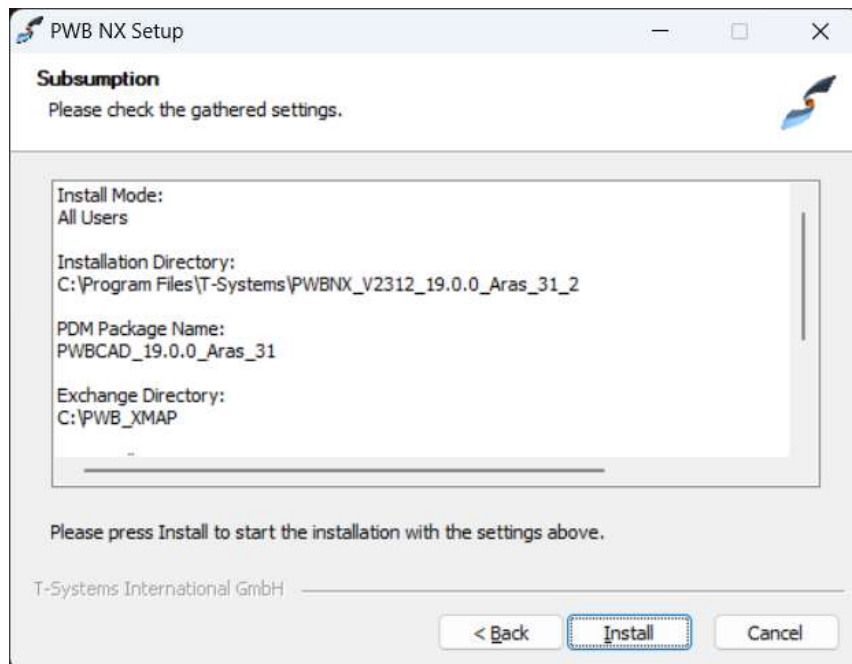 PWB NX Setup
Subsumption
Please check the gathered settings.
Install Mode:
All Users
Installation Directory:
C:\Program Files\T-Systems\PWBNX_V2312_19.0.0_Aras_31_2
PDM Package Name:
PWBCAD_19.0.0_Aras_31
Exchange Directory:
C:\PWB_XMAP
Please press Install to start the installation with the settings above.
T-Systems International GmbH
< Back
Install
Cancel